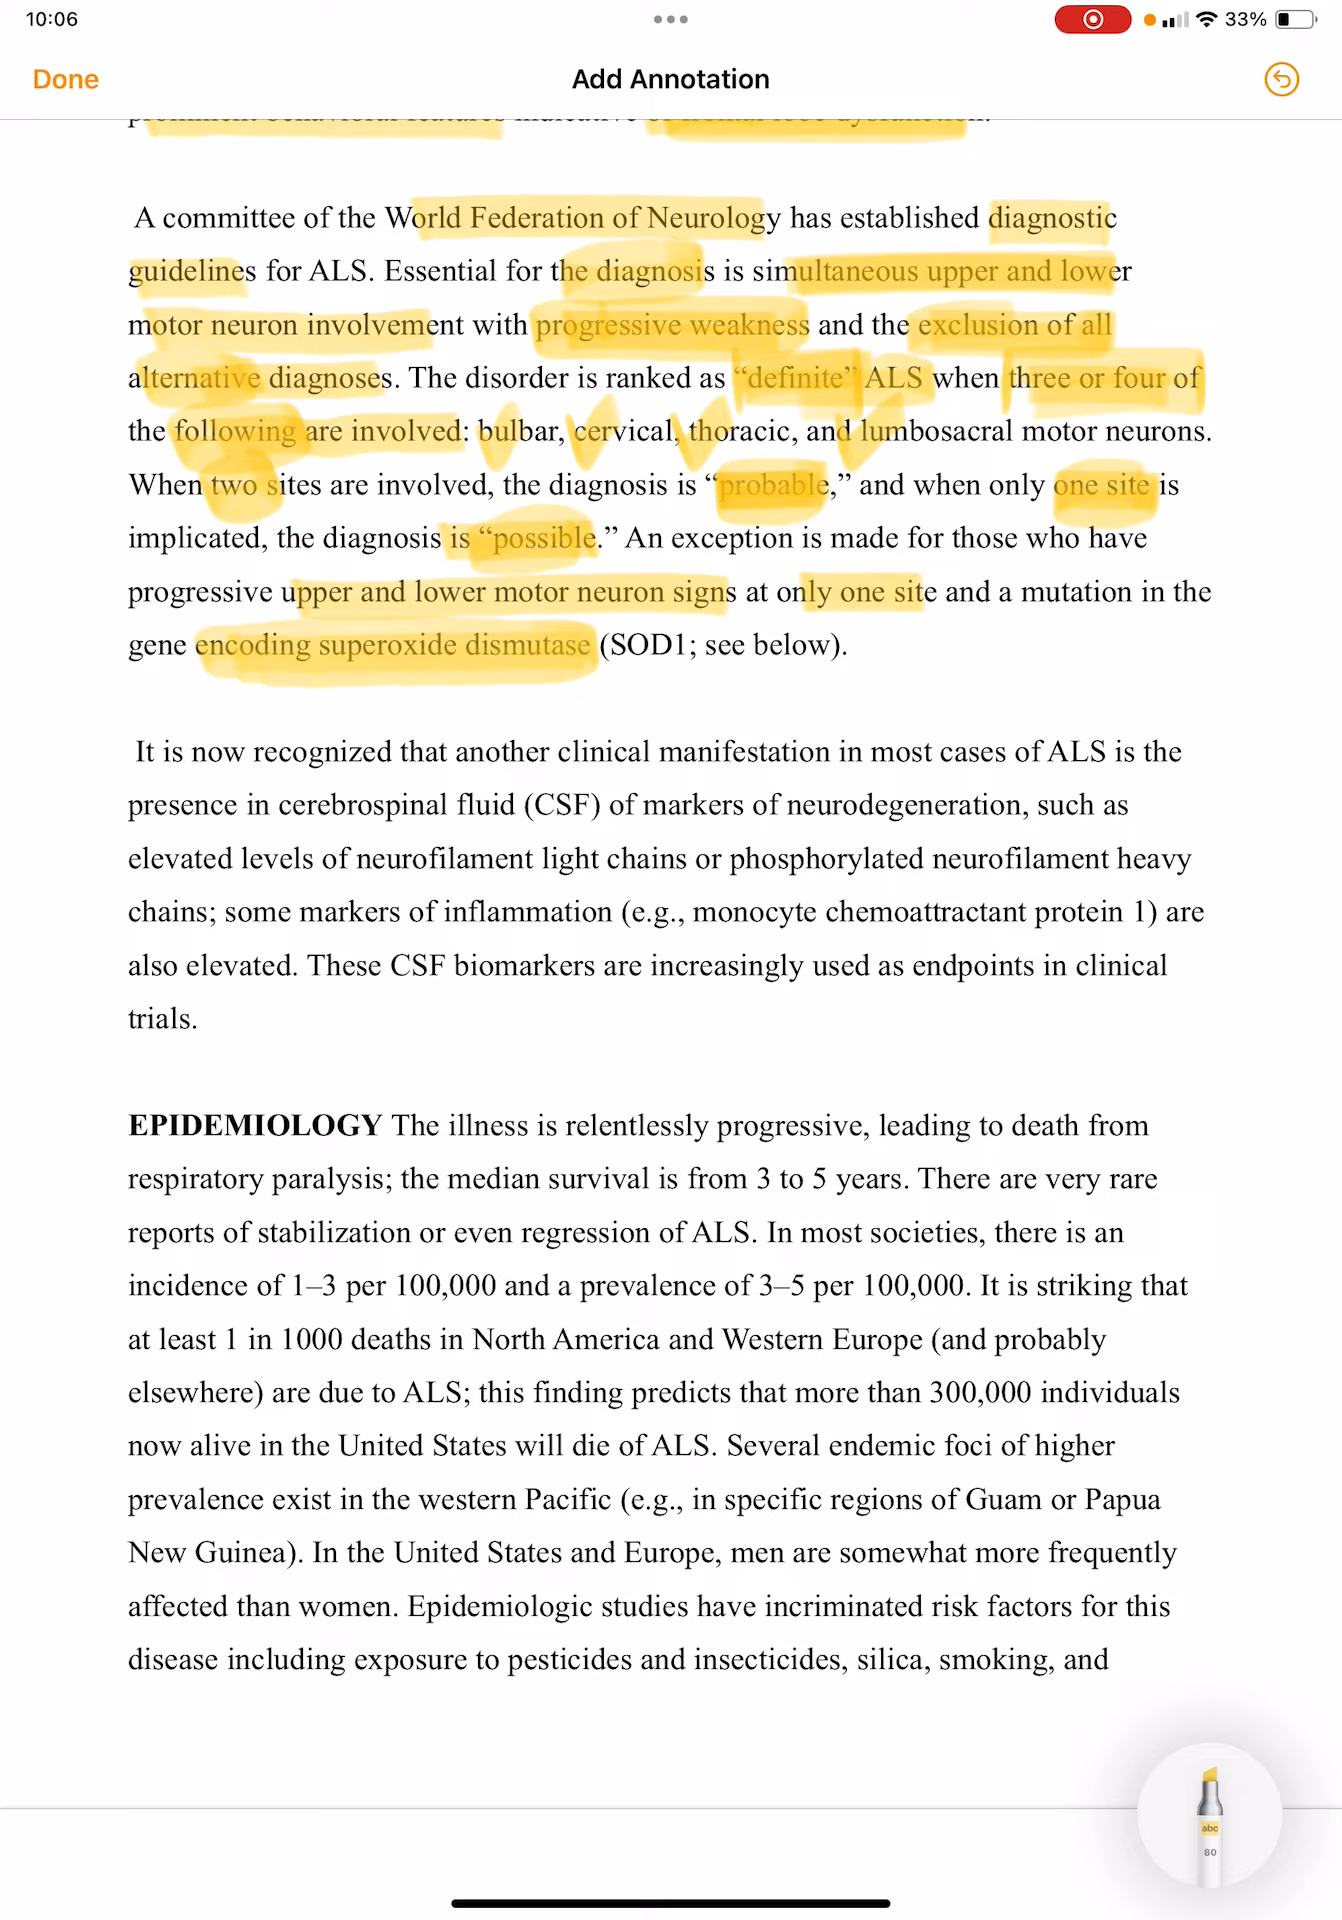 10:06
33%
Done
Add Annotation
prominent behavioral features indicative of frontal lobe dysfunction.
A committee of the World Federation of Neurology has established diagnostic
guidelines for ALS. Essential for the diagnosis is simultaneous upper and lower
motor neuron involvement with progressive weakness and the exclusion of all
alternative diagnoses. The disorder is ranked as “definite” ALS when three or four of
the following are involved: bulbar, cervical, thoracic, and lumbosacral motor neurons.
When two sites are involved, the diagnosis is “probable,” and when only one site is
implicated, the diagnosis is “possible.” An exception is made for those who have
progressive upper and lower motor neuron signs at only one site and a mutation in the
gene encoding superoxide dismutase (SOD1; see below).
It is now recognized that another clinical manifestation in most cases of ALS is the
presence in cerebrospinal fluid (CSF) of markers of neurodegeneration, such as
elevated levels of neurofilament light chains or phosphorylated neurofilament heavy
chains; some markers of inflammation (e.g., monocyte chemoattractant protein 1) are
also elevated. These CSF biomarkers are increasingly used as endpoints in clinical
trials.
EPIDEMIOLOGY The illness is relentlessly progressive, leading to death from
respiratory paralysis; the median survival is from 3 to 5 years. There are very rare
reports of stabilization or even regression of ALS. In most societies, there is an
incidence of 1–3 per 100,000 and a prevalence of 3–5 per 100,000. It is striking that
at least 1 in 1000 deaths in North America and Western Europe (and probably
elsewhere) are due to ALS; this finding predicts that more than 300,000 individuals
now alive in the United States will die of ALS. Several endemic foci of higher
prevalence exist in the western Pacific (e.g., in specific regions of Guam or Papua
New Guinea). In the United States and Europe, men are somewhat more frequently
affected than women. Epidemiologic studies have incriminated risk factors for this
disease including exposure to pesticides and insecticides, silica, smoking, and
abc
80